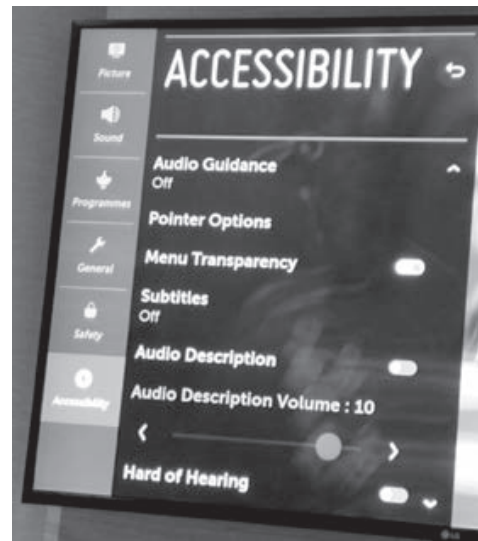 ACCESSIBILITY
Picture
Sound
Programmes
General
Safety
Accessibility
Audio Guidance
Off
Pointer Options
Menu Transparency
Subtitles
Off
Audio Description
Audio Description Volume : 10
Hard of Hearing
LG